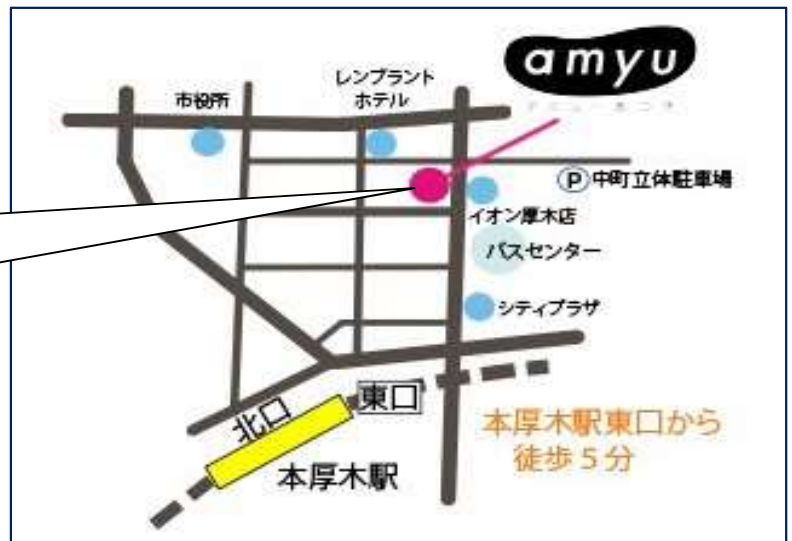 amyu
レンブラント
ホテル
市役所
P 中町立体駐車場
イオン厚木店
バスセンター
シティプラザ
東口
北口
本厚木駅
本厚木駅東口から
徒歩5分